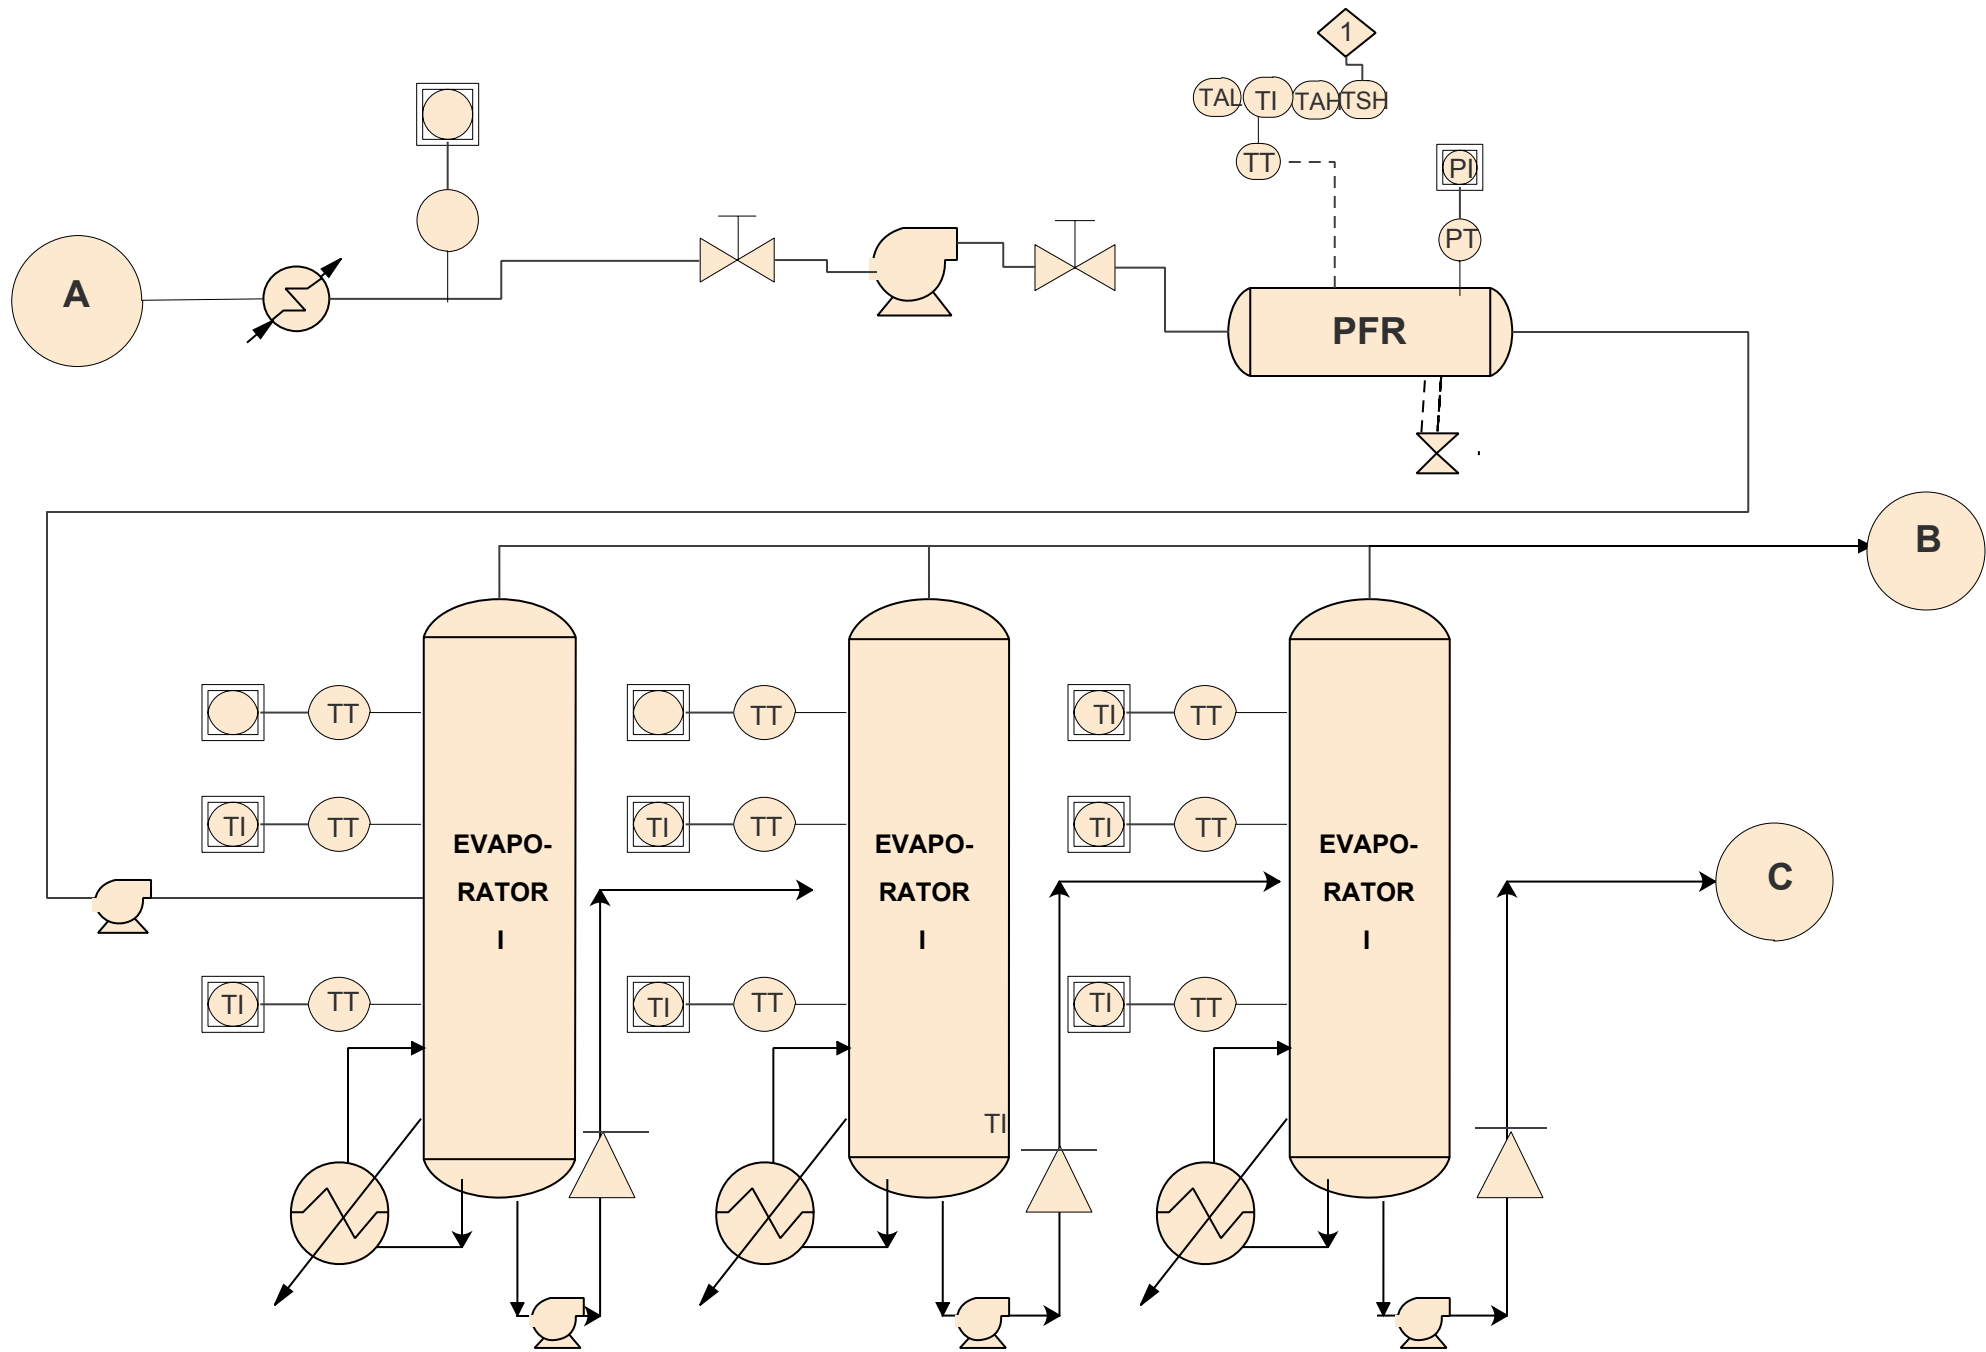 1
TAL TI TAH TSH
TT
PI
PT
A
PFR
B
TT
TT
TI TT
TI TT
TI TT
TI TT
EVAPO-
RATOR
I
EVAPO-
RATOR
I
EVAPO-
RATOR
I
C
TI TT
TI TT
TI TT
TI TT
TI